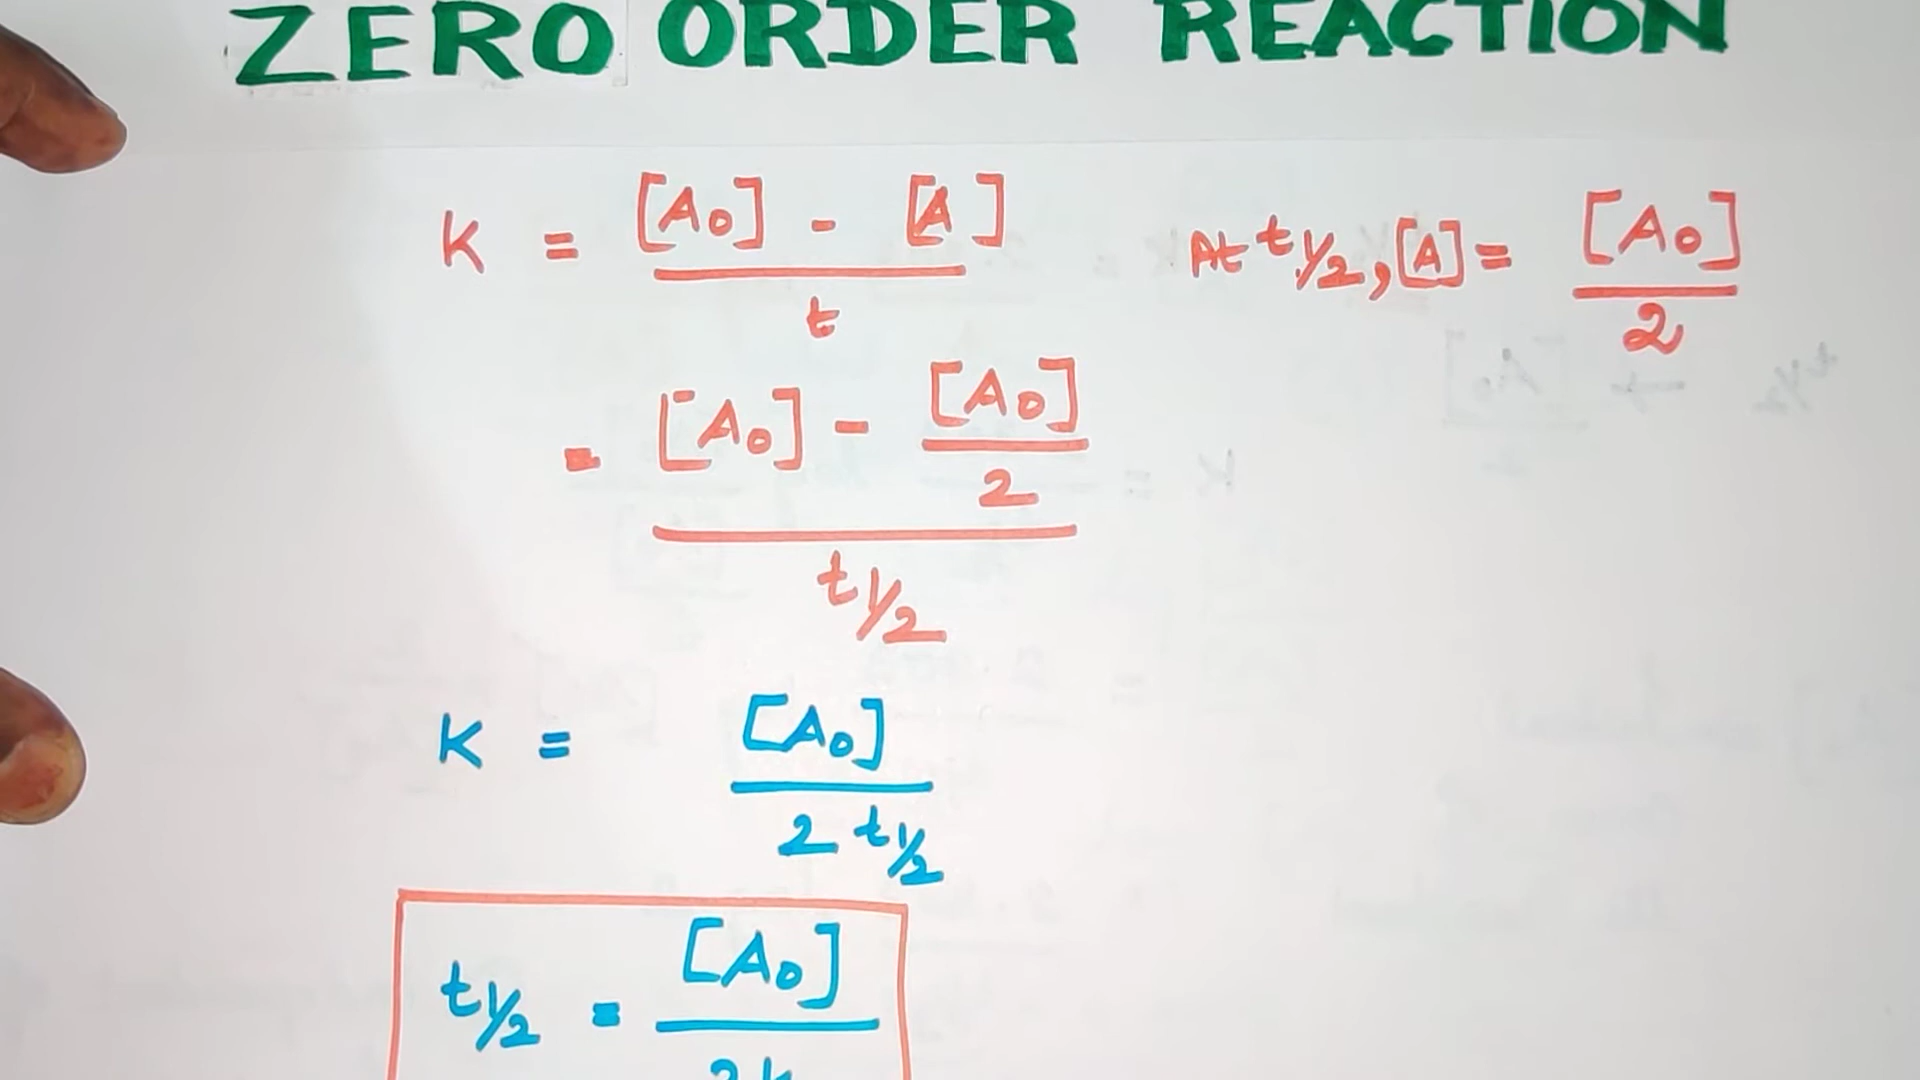 ZERO ORDER REACTION
K = [A0] - [A] / t
At t1/2, [A] = [A0] / 2
= [A0] - [A0] / 2 / t1/2
K = [A0] / 2 t1/2
t1/2 = [A0] / 2k